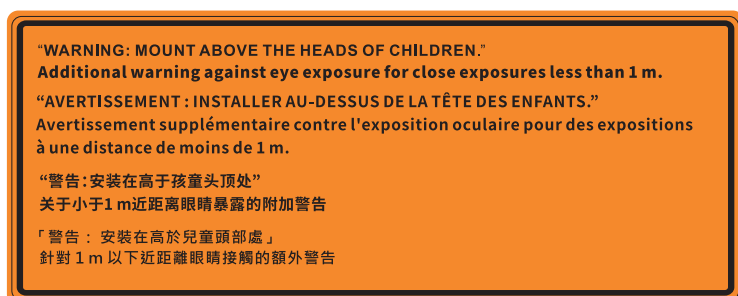 “WARNING: MOUNT ABOVE THE HEADS OF CHILDREN.”
Additional warning against eye exposure for close exposures less than 1 m.
“AVERTISSEMENT : INSTALLER AU-DESSUS DE LA TÊTE DES ENFANTS.”
Avertissement supplémentaire contre l'exposition oculaire pour des expositions
à une distance de moins de 1 m.
“警告：安装在高于孩童头顶处”
关于小于1 m近距离眼睛暴露的附加警告
「警告： 安裝在高於兒童頭部處」
針對 1 m 以下近距離眼睛接觸的額外警告